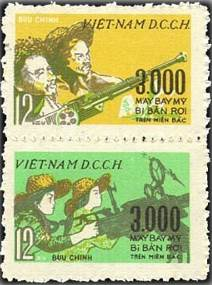 BƯU CHÍNH
VIỆT-NAM D.C.C.H.
3.000
MÁY BAY MỸ
BỊ BẮN RƠI
TRÊN MIỀN BẮC
12
VIỆT-NAM D.C.C.H.
3.000
MÁY BAY MỸ
BỊ BẮN RƠI
TRÊN MIỀN BẮC
12
BƯU CHÍNH